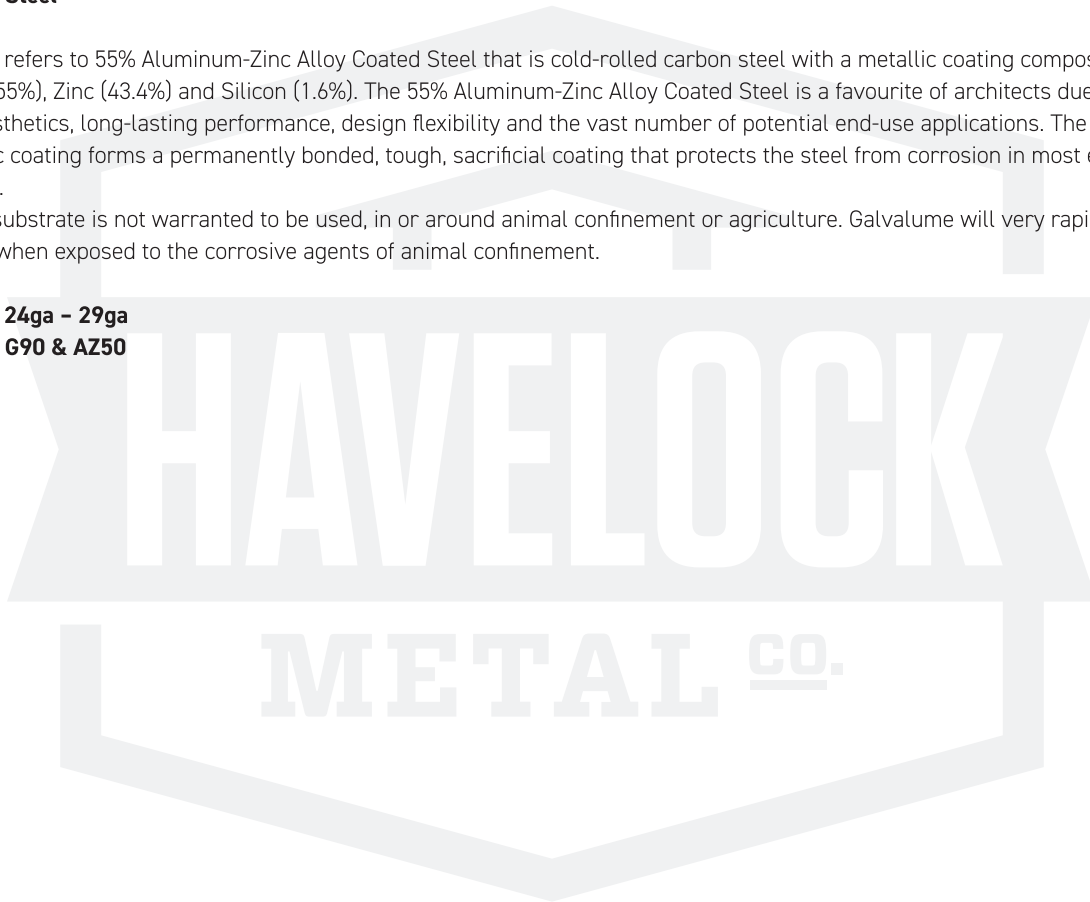 Steel
refers to 55% Aluminum-Zinc Alloy Coated Steel that is cold-rolled carbon steel with a metallic coating compos
55%), Zinc (43.4%) and Silicon (1.6%). The 55% Aluminum-Zinc Alloy Coated Steel is a favourite of architects due
sthetics, long-lasting performance, design flexibility and the vast number of potential end-use applications. The
c coating forms a permanently bonded, tough, sacrificial coating that protects the steel from corrosion in most e
.
substrate is not warranted to be used, in or around animal confinement or agriculture. Galvalume will very rapi
when exposed to the corrosive agents of animal confinement.
24ga – 29ga
G90 & AZ50
HAVELOCK
METAL CO.